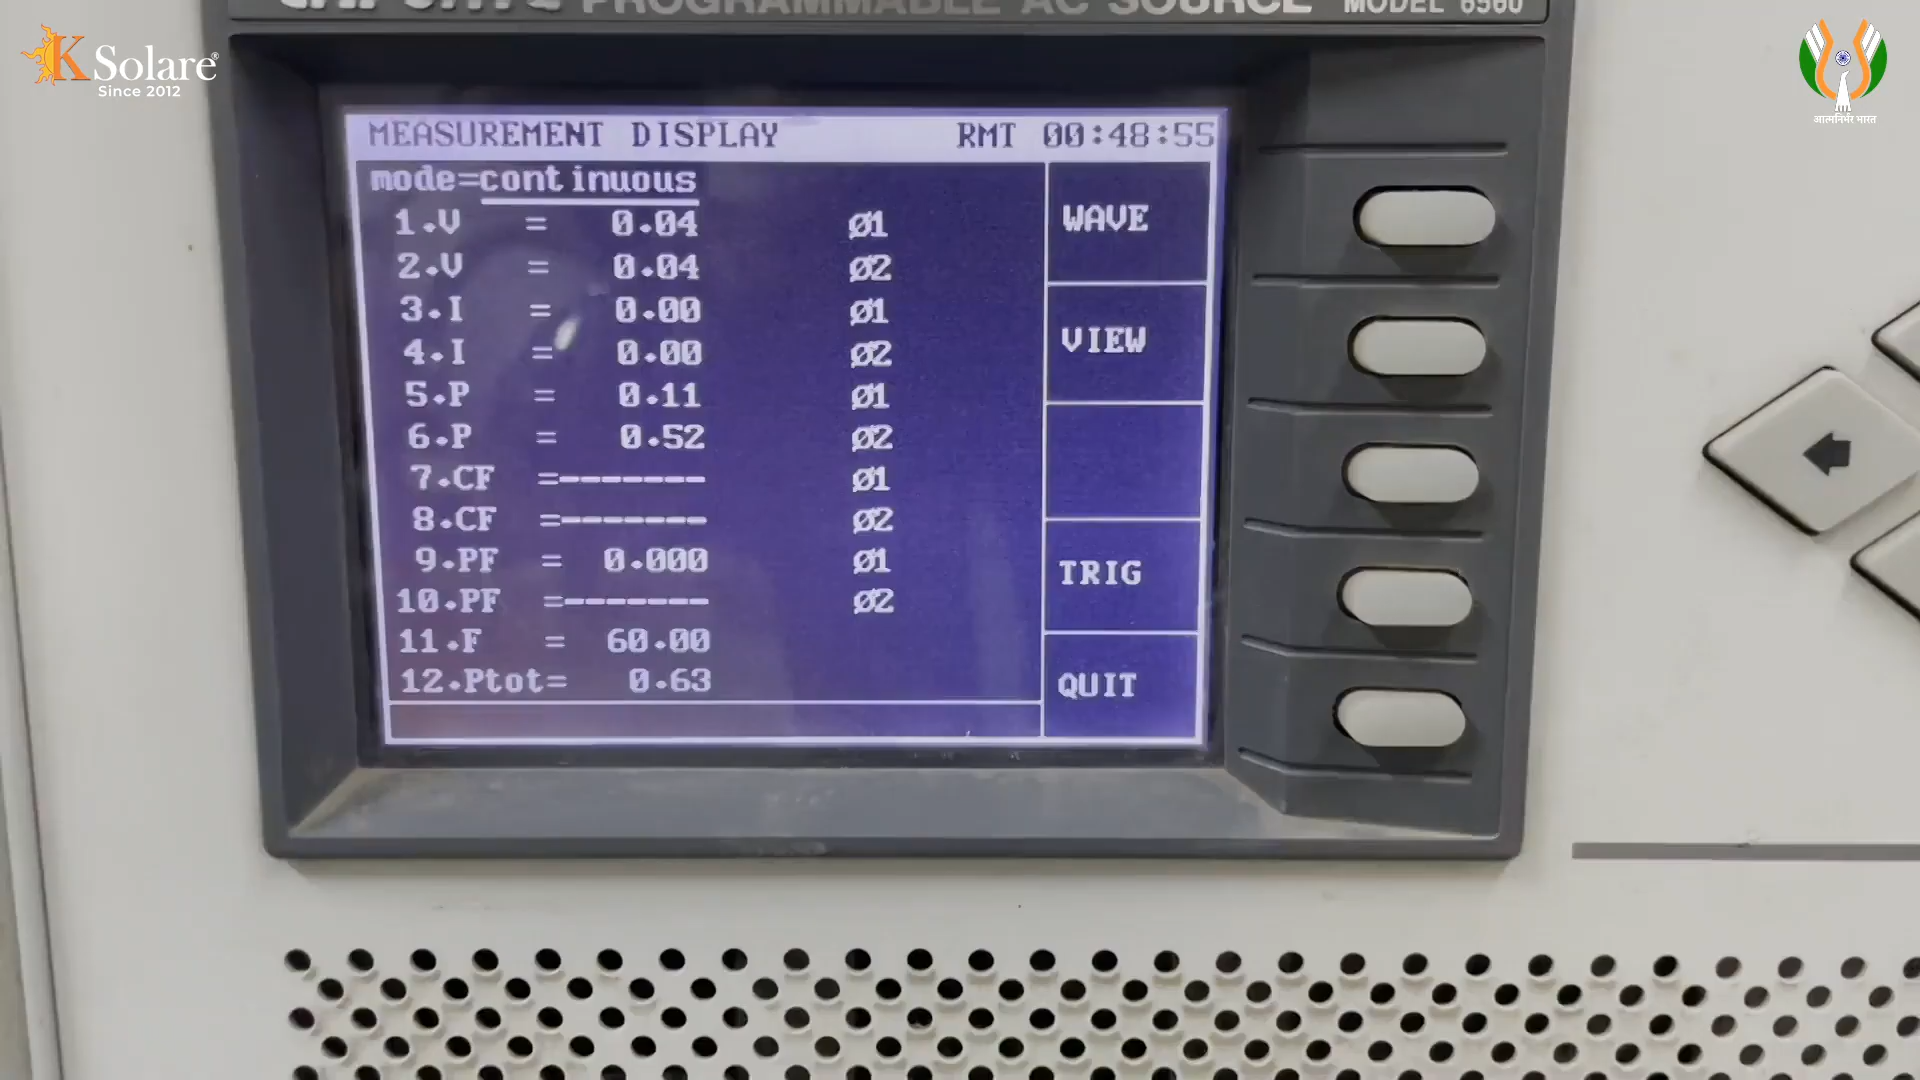 PROGRAMMABLE AC SOURCE MODEL 6560
K Solare®
Since 2012
आत्मनिर्भर भारत
MEASUREMENT DISPLAY RMT 00:48:55
mode=continuous
1.V = 0.04 Ø1
2.V = 0.04 Ø2
3.I = 0.00 Ø1
4.I = 0.00 Ø2
5.P = 0.11 Ø1
6.P = 0.52 Ø2
7.CF =------- Ø1
8.CF =------- Ø2
9.PF = 0.000 Ø1
10.PF =------- Ø2
11.F = 60.00
12.Ptot= 0.63
WAVE
VIEW
TRIG
QUIT